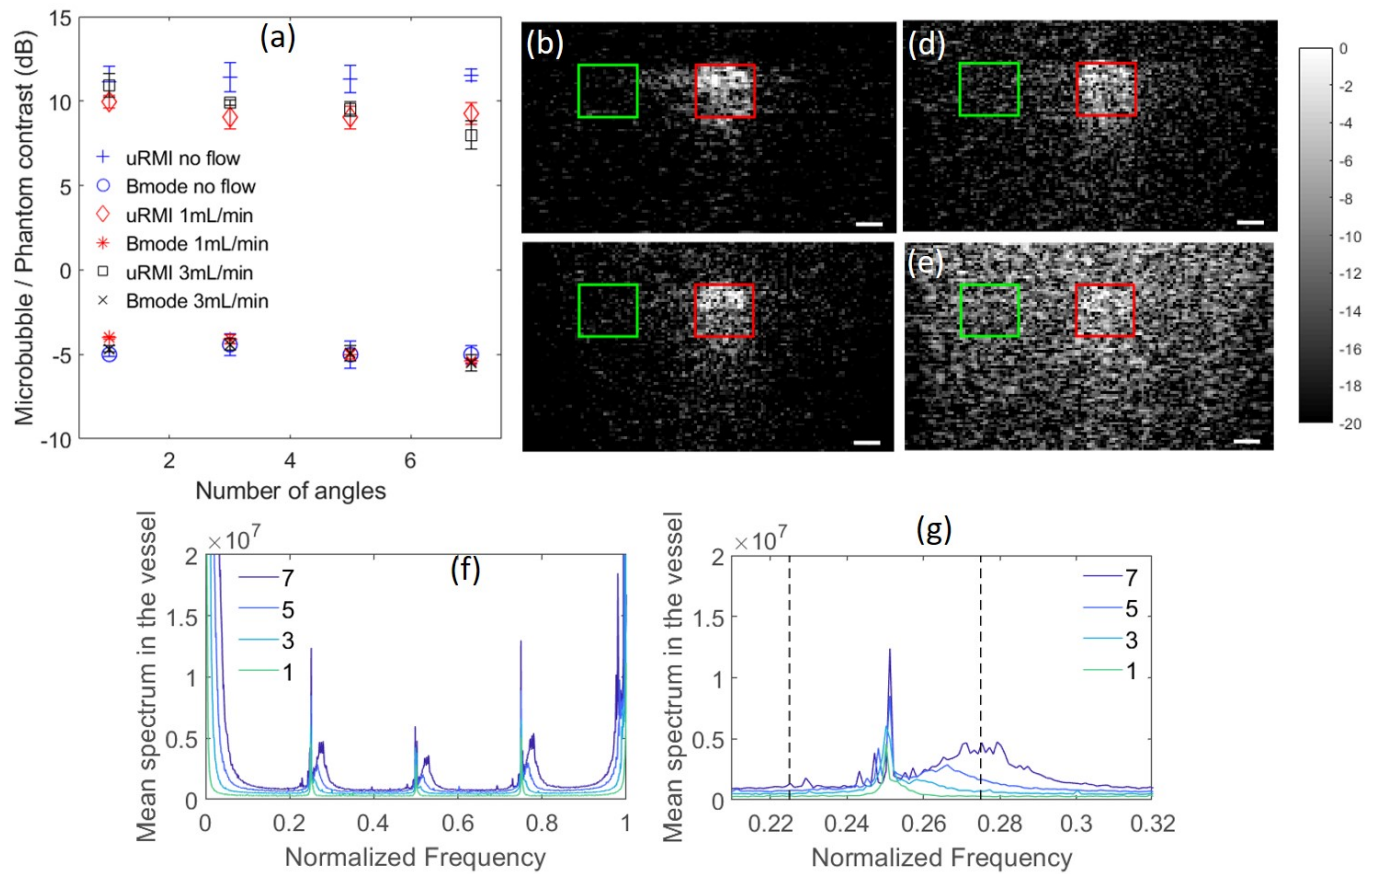 (a)
Microbubble / Phantom contrast (dB)
15
10
5
0
-5
-10
+ uRMI no flow
Bmode no flow
uRMI 1mL/min
Bmode 1mL/min
uRMI 3mL/min
× Bmode 3mL/min
2 4 6
Number of angles
(b)
(d)
(e)
0
-2
-4
-6
-8
-10
-12
-14
-16
-18
-20
(f)
×10⁷
Mean spectrum in the vessel
2
1.5
1
0.5
0
7
5
3
1
0 0.2 0.4 0.6 0.8 1
Normalized Frequency
(g)
×10⁷
Mean spectrum in the vessel
2
1.5
1
0.5
0
7
5
3
1
0.22 0.24 0.26 0.28 0.3 0.32
Normalized Frequency